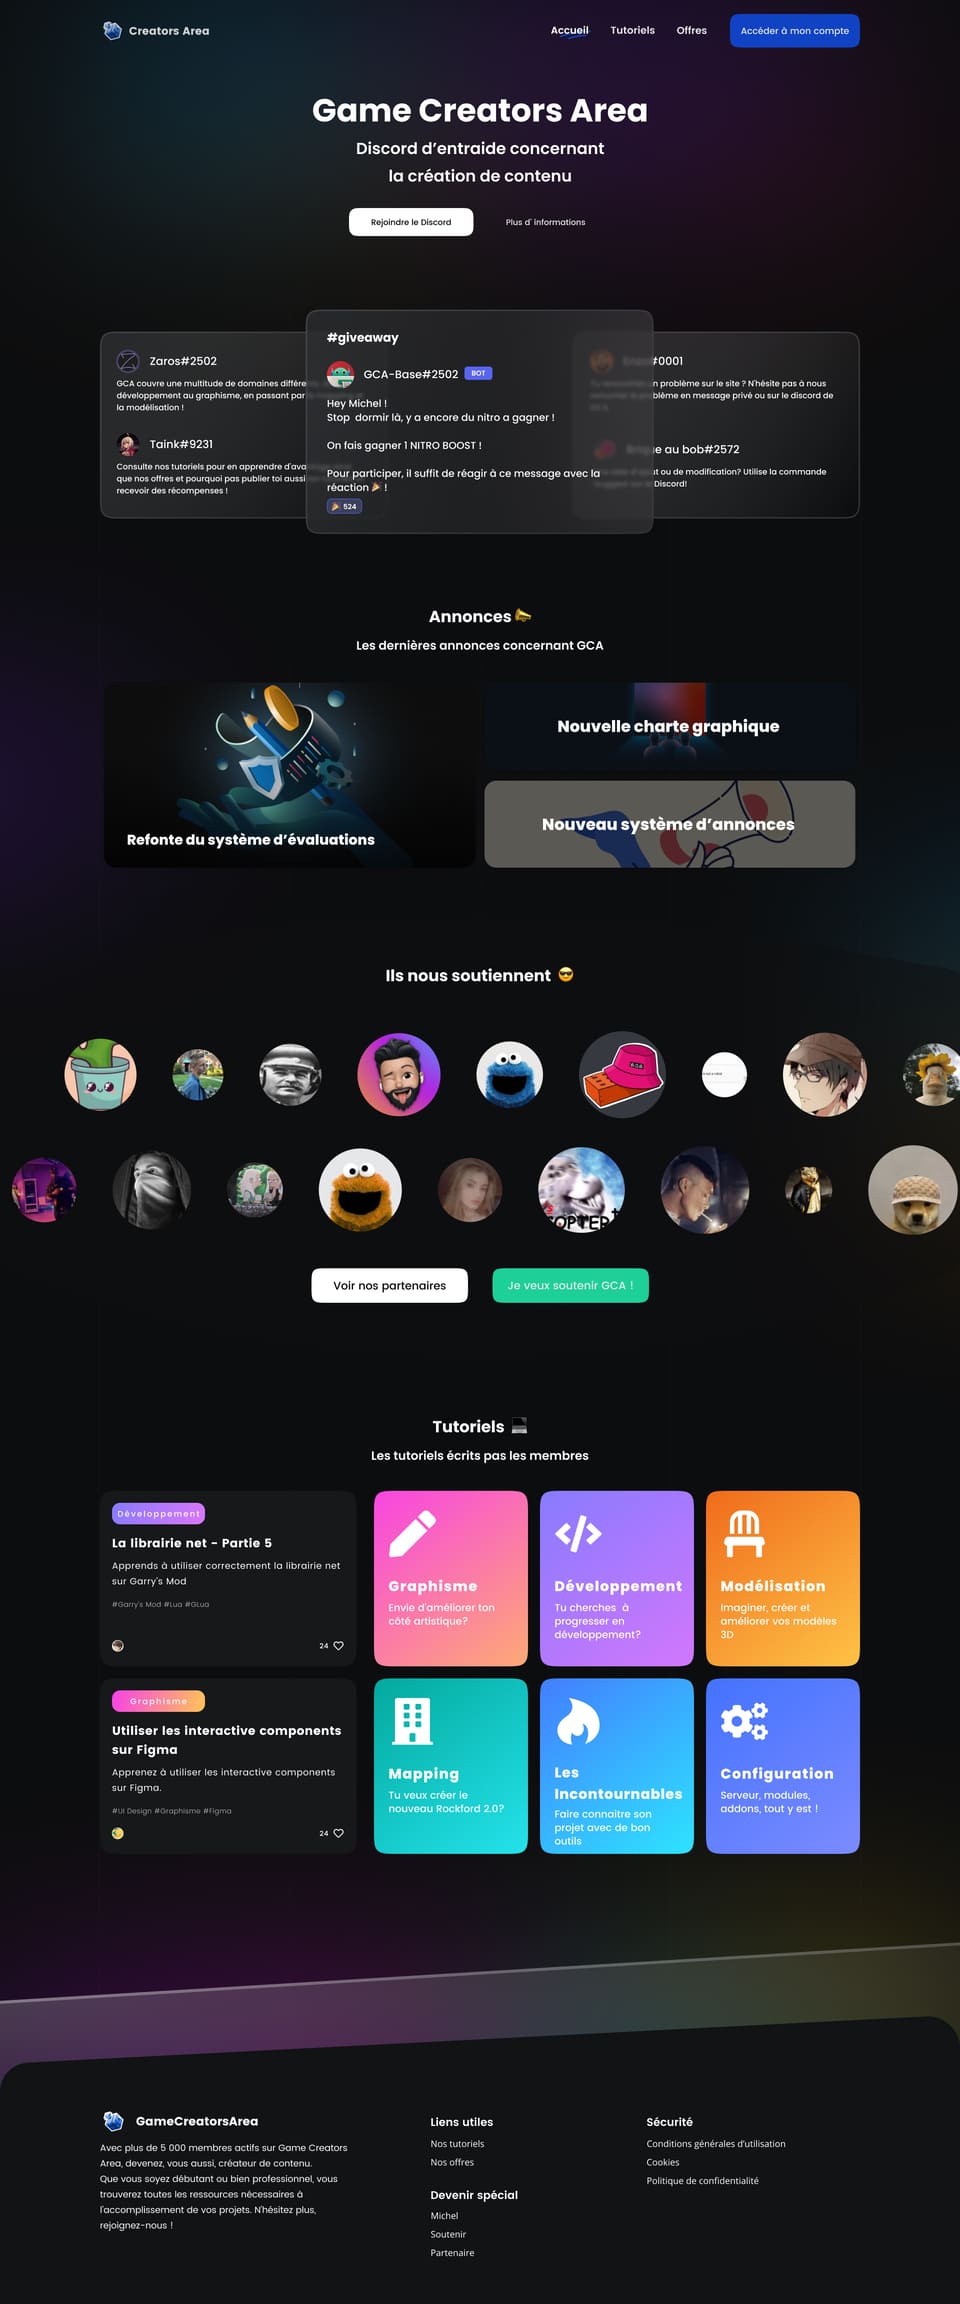 Creators Area
Accueil
Tutoriels
Offres
Accéder à mon compte
Game Creators Area
Discord d’entraide concernant
la création de contenu
Rejoindre le Discord
Plus d' informations
Zaros#2502
GCA couvre une multitude de domaines
développement au graphisme, en passant par
la modélisation !
Taink#9231
Consulte nos tutoriels pour en apprendre
que nos offres et pourquoi pas publier toi aussi
recevoir des récompenses !
#giveaway
GCA-Base#2502
BOT
Hey Michel !
Stop dormir là, y a encore du nitro a gagner !
On fais gagner 1 NITRO BOOST !
Pour participer, il suffit de réagir à ce message avec la
réaction 🎉 !
🎉 524
#0001
problème sur le site ? N'hésite pas à nous
en message privé ou sur le discord de
au bob#2572
ou de modification? Utilise la commande
Discord!
Annonces
Les dernières annonces concernant GCA
Refonte du système d’évaluations
Nouvelle charte graphique
Nouveau système d’annonces
Ils nous soutiennent 😎
Voir nos partenaires
Je veux soutenir GCA !
Tutoriels
Les tutoriels écrits pas les membres
Développement
La librairie net - Partie 5
Apprends à utiliser correctement la librairie net
sur Garry's Mod
#Garry's Mod #Lua #GLua
24
Graphisme
Utiliser les interactive components
sur Figma
Apprenez à utiliser les interactive components
sur Figma.
#UI Design #Graphisme #Figma
24
Graphisme
Envie d'améliorer ton
côté artistique?
Développement
Tu cherches à
progresser en
développement?
Modélisation
Imaginer, créer et
améliorer vos modèles
3D
Mapping
Tu veux créer le
nouveau Rockford 2.0?
Les
Incontournables
Faire connaitre son
projet avec de bon
outils
Configuration
Serveur, modules,
addons, tout y est !
GameCreatorsArea
Avec plus de 5 000 membres actifs sur Game Creators
Area, devenez, vous aussi, créateur de contenu.
Que vous soyez débutant ou bien professionnel, vous
trouverez toutes les ressources nécessaires à
l'accomplissement de vos projets. N'hésitez plus,
rejoignez-nous !
Liens utiles
Nos tutoriels
Nos offres
Devenir spécial
Michel
Soutenir
Partenaire
Sécurité
Conditions générales d'utilisation
Cookies
Politique de confidentialité